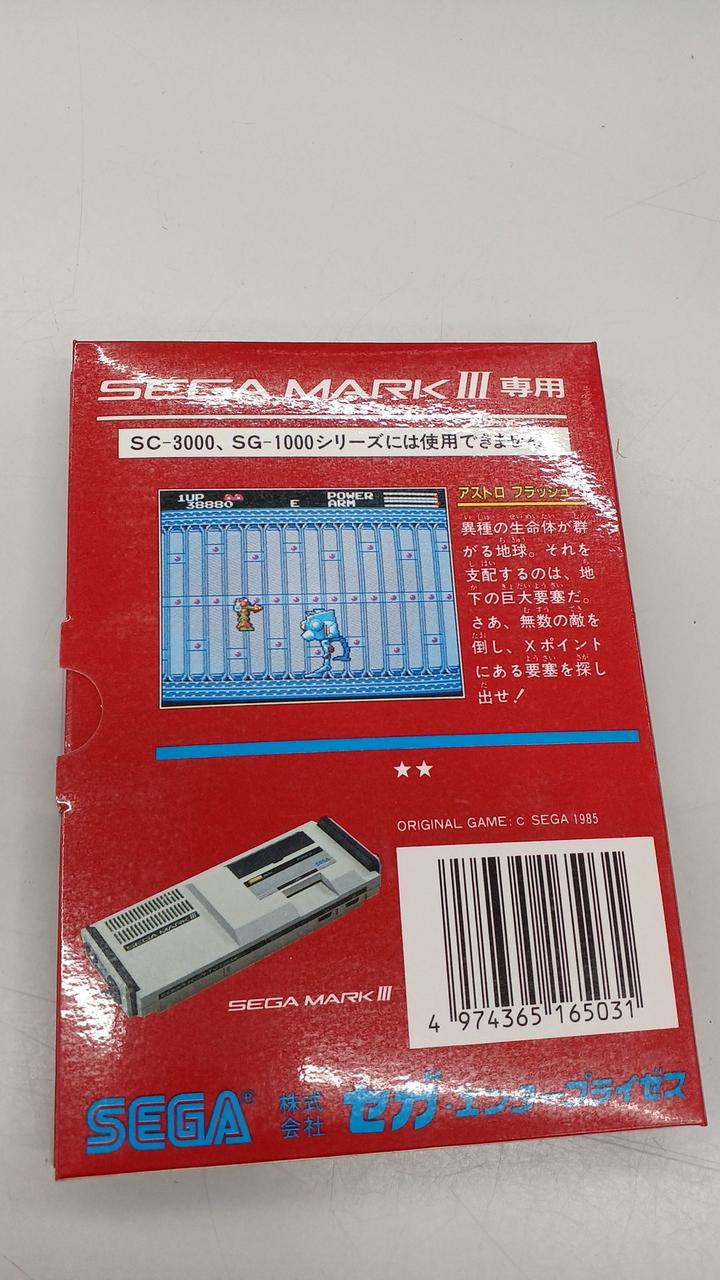 SEGA MARK III 専用
SC-3000、SG-1000シリーズには使用できません。
1UP
38880
E
POWER
ARM
アストロ フラッシュ
異種の生命体が群
がる地球。それを
支配するのは、地
下の巨大要塞だ。
さあ、無数の敵を
倒し、Xポイント
にある要塞を探し
出せ!
★★
ORIGINAL GAME: C SEGA 1985
SEGA
SEGA MARK III
SEGA MARK III
4 974365 165031
SEGA® 株式会社 セガ・エンタープライゼス